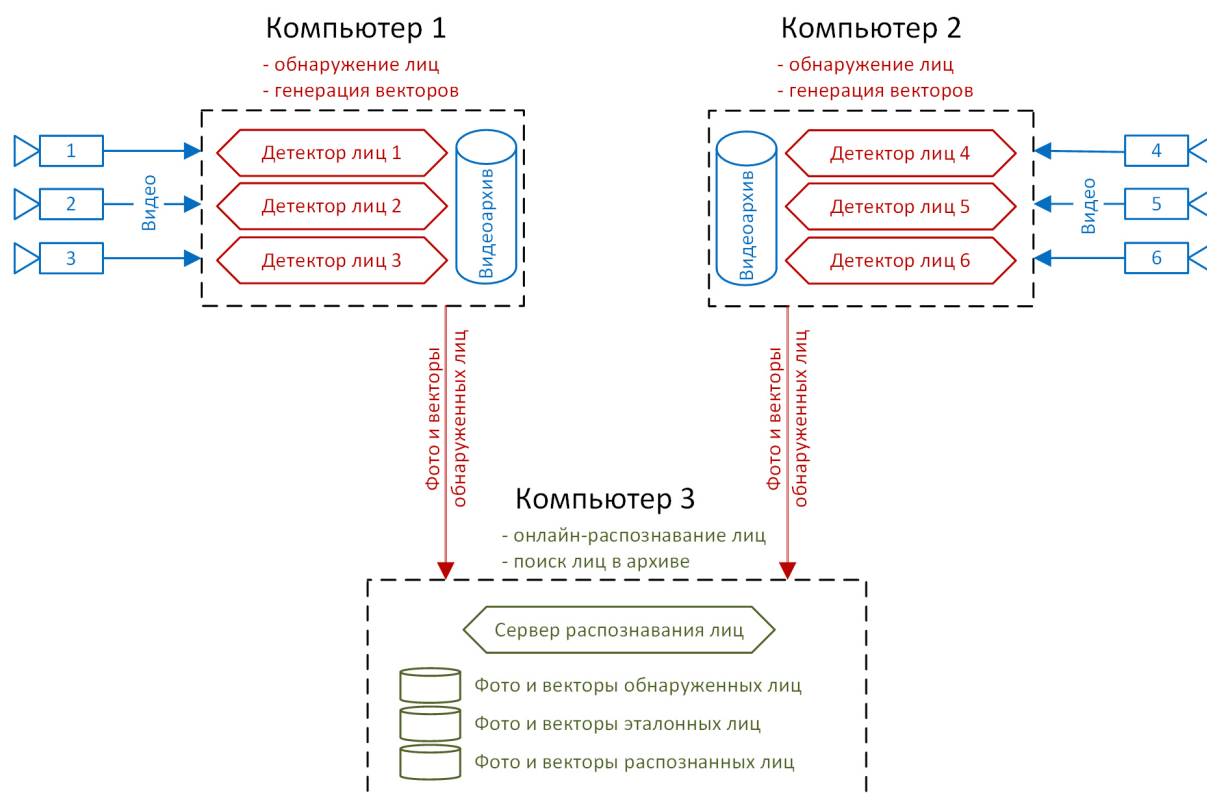 Компьютер 1
- обнаружение лиц
- генерация векторов
1
2
3
Видео
Детектор лиц 1
Детектор лиц 2
Детектор лиц 3
Видеоархив
Компьютер 2
- обнаружение лиц
- генерация векторов
Видеоархив
Детектор лиц 4
Детектор лиц 5
Детектор лиц 6
Видео
4
5
6
Фото и векторы
обнаруженных лиц
Фото и векторы
обнаруженных лиц
Компьютер 3
- онлайн-распознавание лиц
- поиск лиц в архиве
Сервер распознавания лиц
Фото и векторы обнаруженных лиц
Фото и векторы эталонных лиц
Фото и векторы распознанных лиц